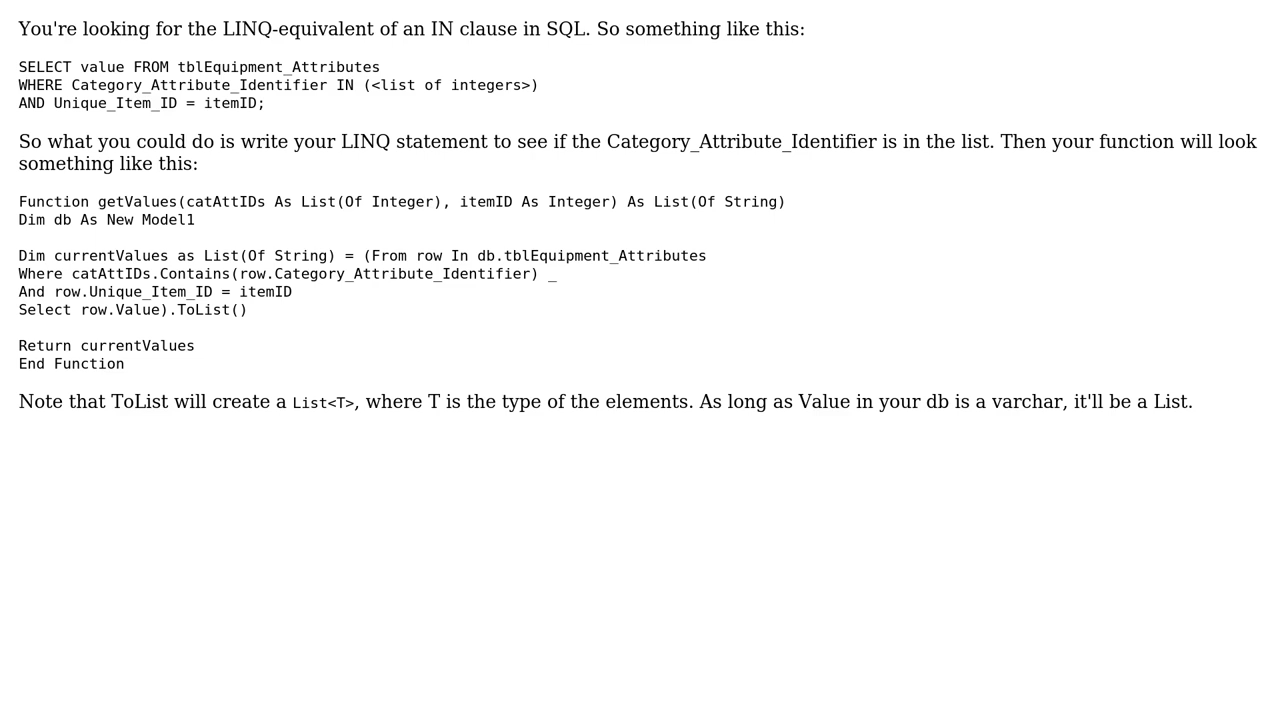 You're looking for the LINQ-equivalent of an IN clause in SQL. So something like this:
SELECT value FROM tblEquipment_Attributes
WHERE Category_Attribute_Identifier IN (<list of integers>)
AND Unique_Item_ID = itemID;
So what you could do is write your LINQ statement to see if the Category_Attribute_Identifier is in the list. Then your function will look
something like this:
Function getValues(catAttIDs As List(Of Integer), itemID As Integer) As List(Of String)
Dim db As New Model1
Dim currentValues as List(Of String) = (From row In db.tblEquipment_Attributes
Where catAttIDs.Contains(row.Category_Attribute_Identifier) _
And row.Unique_Item_ID = itemID
Select row.Value).ToList()
Return currentValues
End Function
Note that ToList will create a List<T>, where T is the type of the elements. As long as Value in your db is a varchar, it'll be a List.